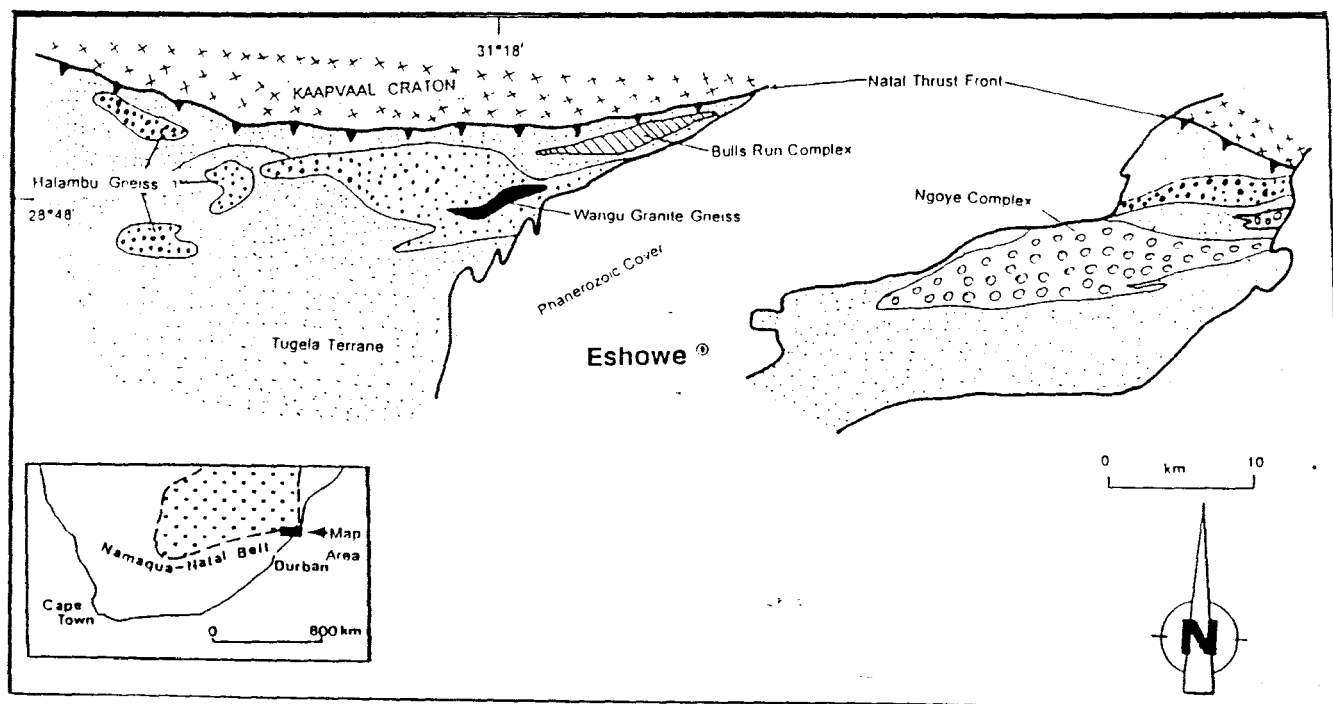 31°18'
KAAPVAAL CRATON
Natal Thrust Front
Bulls Run Complex
Halambu Gneiss
28°48'
Ngoye Complex
Wangu Granite Gneiss
Phanerozoic Cover
Tugela Terrane
Eshowe
0 10
km
Namaqua-Natal Belt
Map
Area
Durban
Cape
Town
0 800 km
N